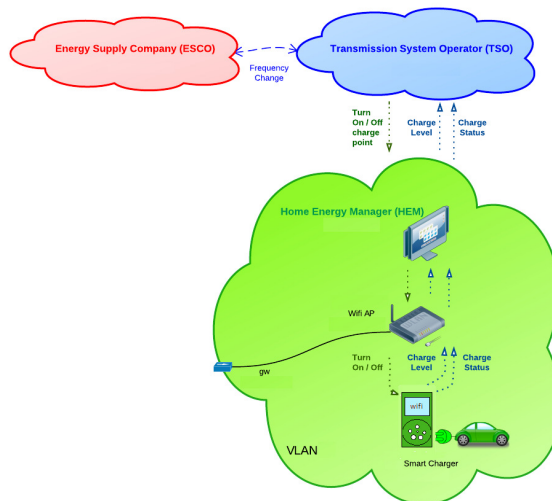 Energy Supply Company (ESCO)
Transmission System Operator (TSO)
Frequency
Change
Turn
On / Off
charge
point
Charge
Level
Charge
Status
Home Energy Manager (HEM)
Wifi AP
gw
Turn
On / Off
Charge
Level
Charge
Status
wifi
VLAN
Smart Charger